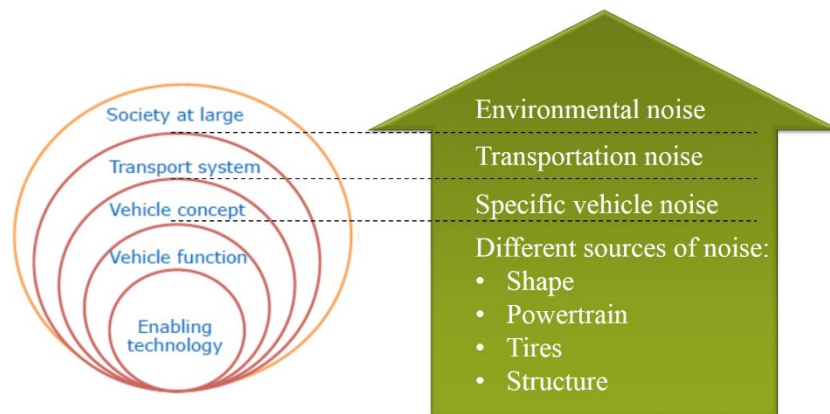 Society at large
Transport system
Vehicle concept
Vehicle function
Enabling
technology
Environmental noise
Transportation noise
Specific vehicle noise
Different sources of noise:
• Shape
• Powertrain
• Tires
• Structure